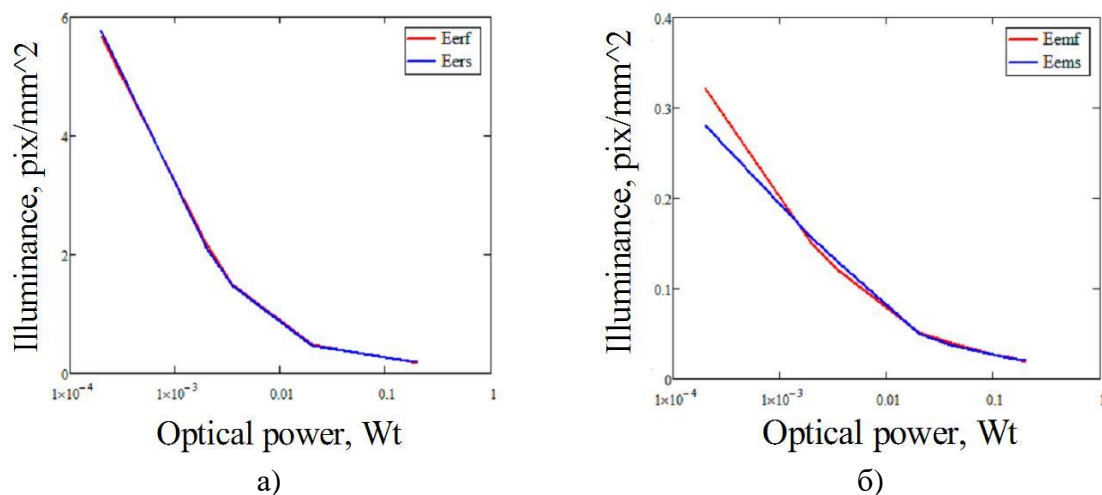 6
4
2
0
Illuminance, pix/mm^2
Eerf
Eers
1×10⁻⁴
1×10⁻³
0.01
0.1
1
Optical power, Wt
а)
0.4
0.3
0.2
0.1
0
Illuminance, pix/mm^2
Eemf
Eems
1×10⁻⁴
1×10⁻³
0.01
0.1
1
Optical power, Wt
б)